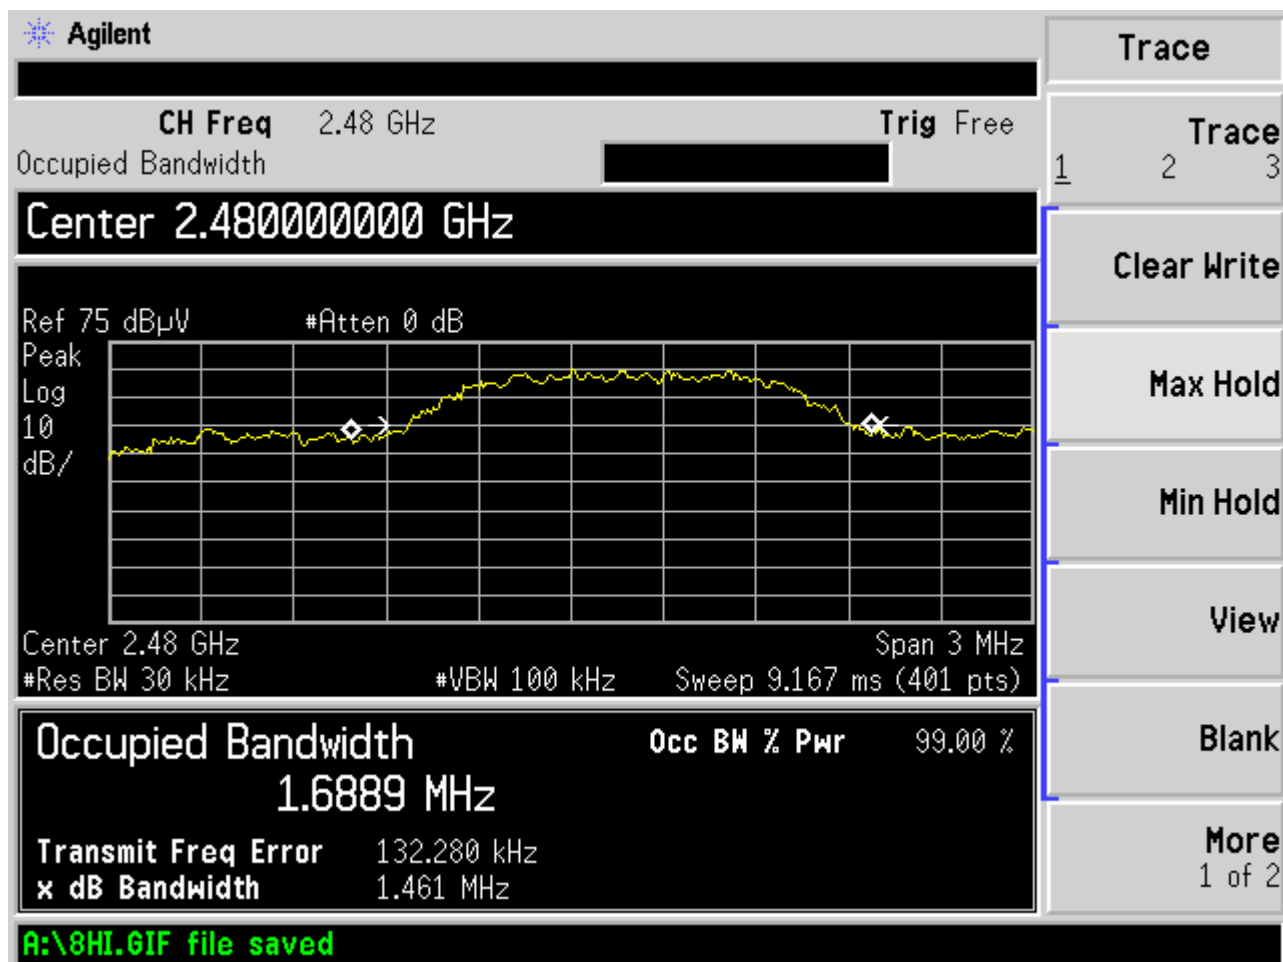 Agilent
CH Freq 2.48 GHz Trig Free
Occupied Bandwidth
Center 2.480000000 GHz
Ref 75 dBµV #Atten 0 dB
Peak
Log
10
dB/
Center 2.48 GHz Span 3 MHz
#Res BW 30 kHz #VBW 100 kHz Sweep 9.167 ms (401 pts)
Occupied Bandwidth Occ BW % Pwr 99.00 %
1.6889 MHz
Transmit Freq Error 132.280 kHz
x dB Bandwidth 1.461 MHz
A:\8HI.GIF file saved
Trace
Trace
1 2 3
Clear Write
Max Hold
Min Hold
View
Blank
More
1 of 2